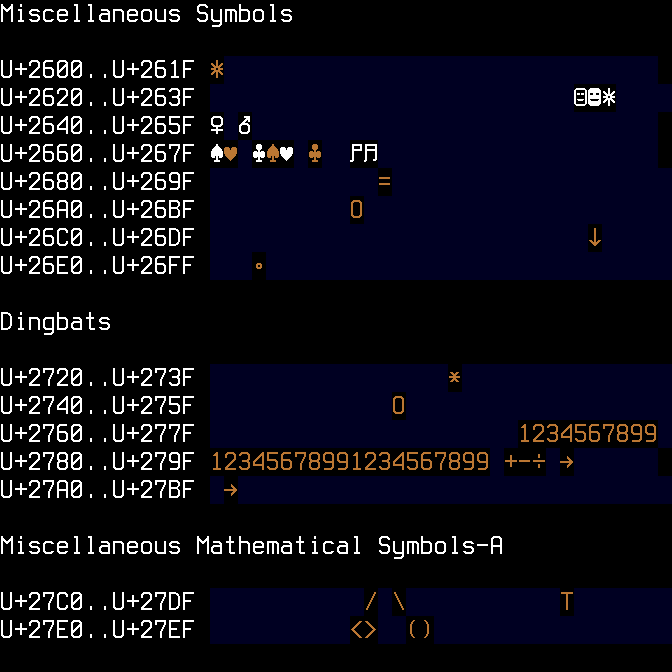 Miscellaneous Symbols
U+2600..U+261F *
U+2620..U+263F ☺☻☼
U+2640..U+265F ♀ ♂
U+2660..U+267F ♠♥ ♣♠♥ ♣ ♪♫
U+2680..U+269F =
U+26A0..U+26BF O
U+26C0..U+26DF ↓
U+26E0..U+26FF ∘
Dingbats
U+2720..U+273F *
U+2740..U+275F O
U+2760..U+277F 1234567899
U+2780..U+279F 12345678991234567899 +−÷ →
U+27A0..U+27BF →
Miscellaneous Mathematical Symbols-A
U+27C0..U+27DF / \ T
U+27E0..U+27EF <> ()